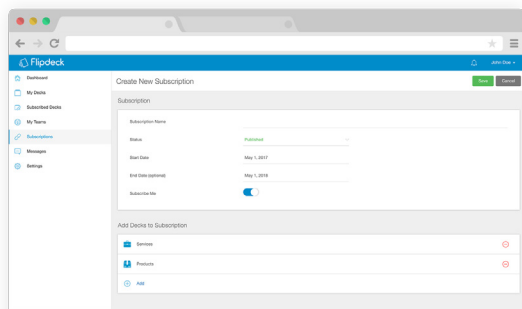 Flipdeck
John Doe
Dashboard
My Decks
Subscribed Decks
My Teams
Subscriptions
Messages
Settings
Create New Subscription
Save
Cancel
Subscription
Subscription Name
Status
Published
Start Date
May 1, 2017
End Date (optional)
May 1, 2018
Subscribe Me
Add Decks to Subscription
Services
Products
Add